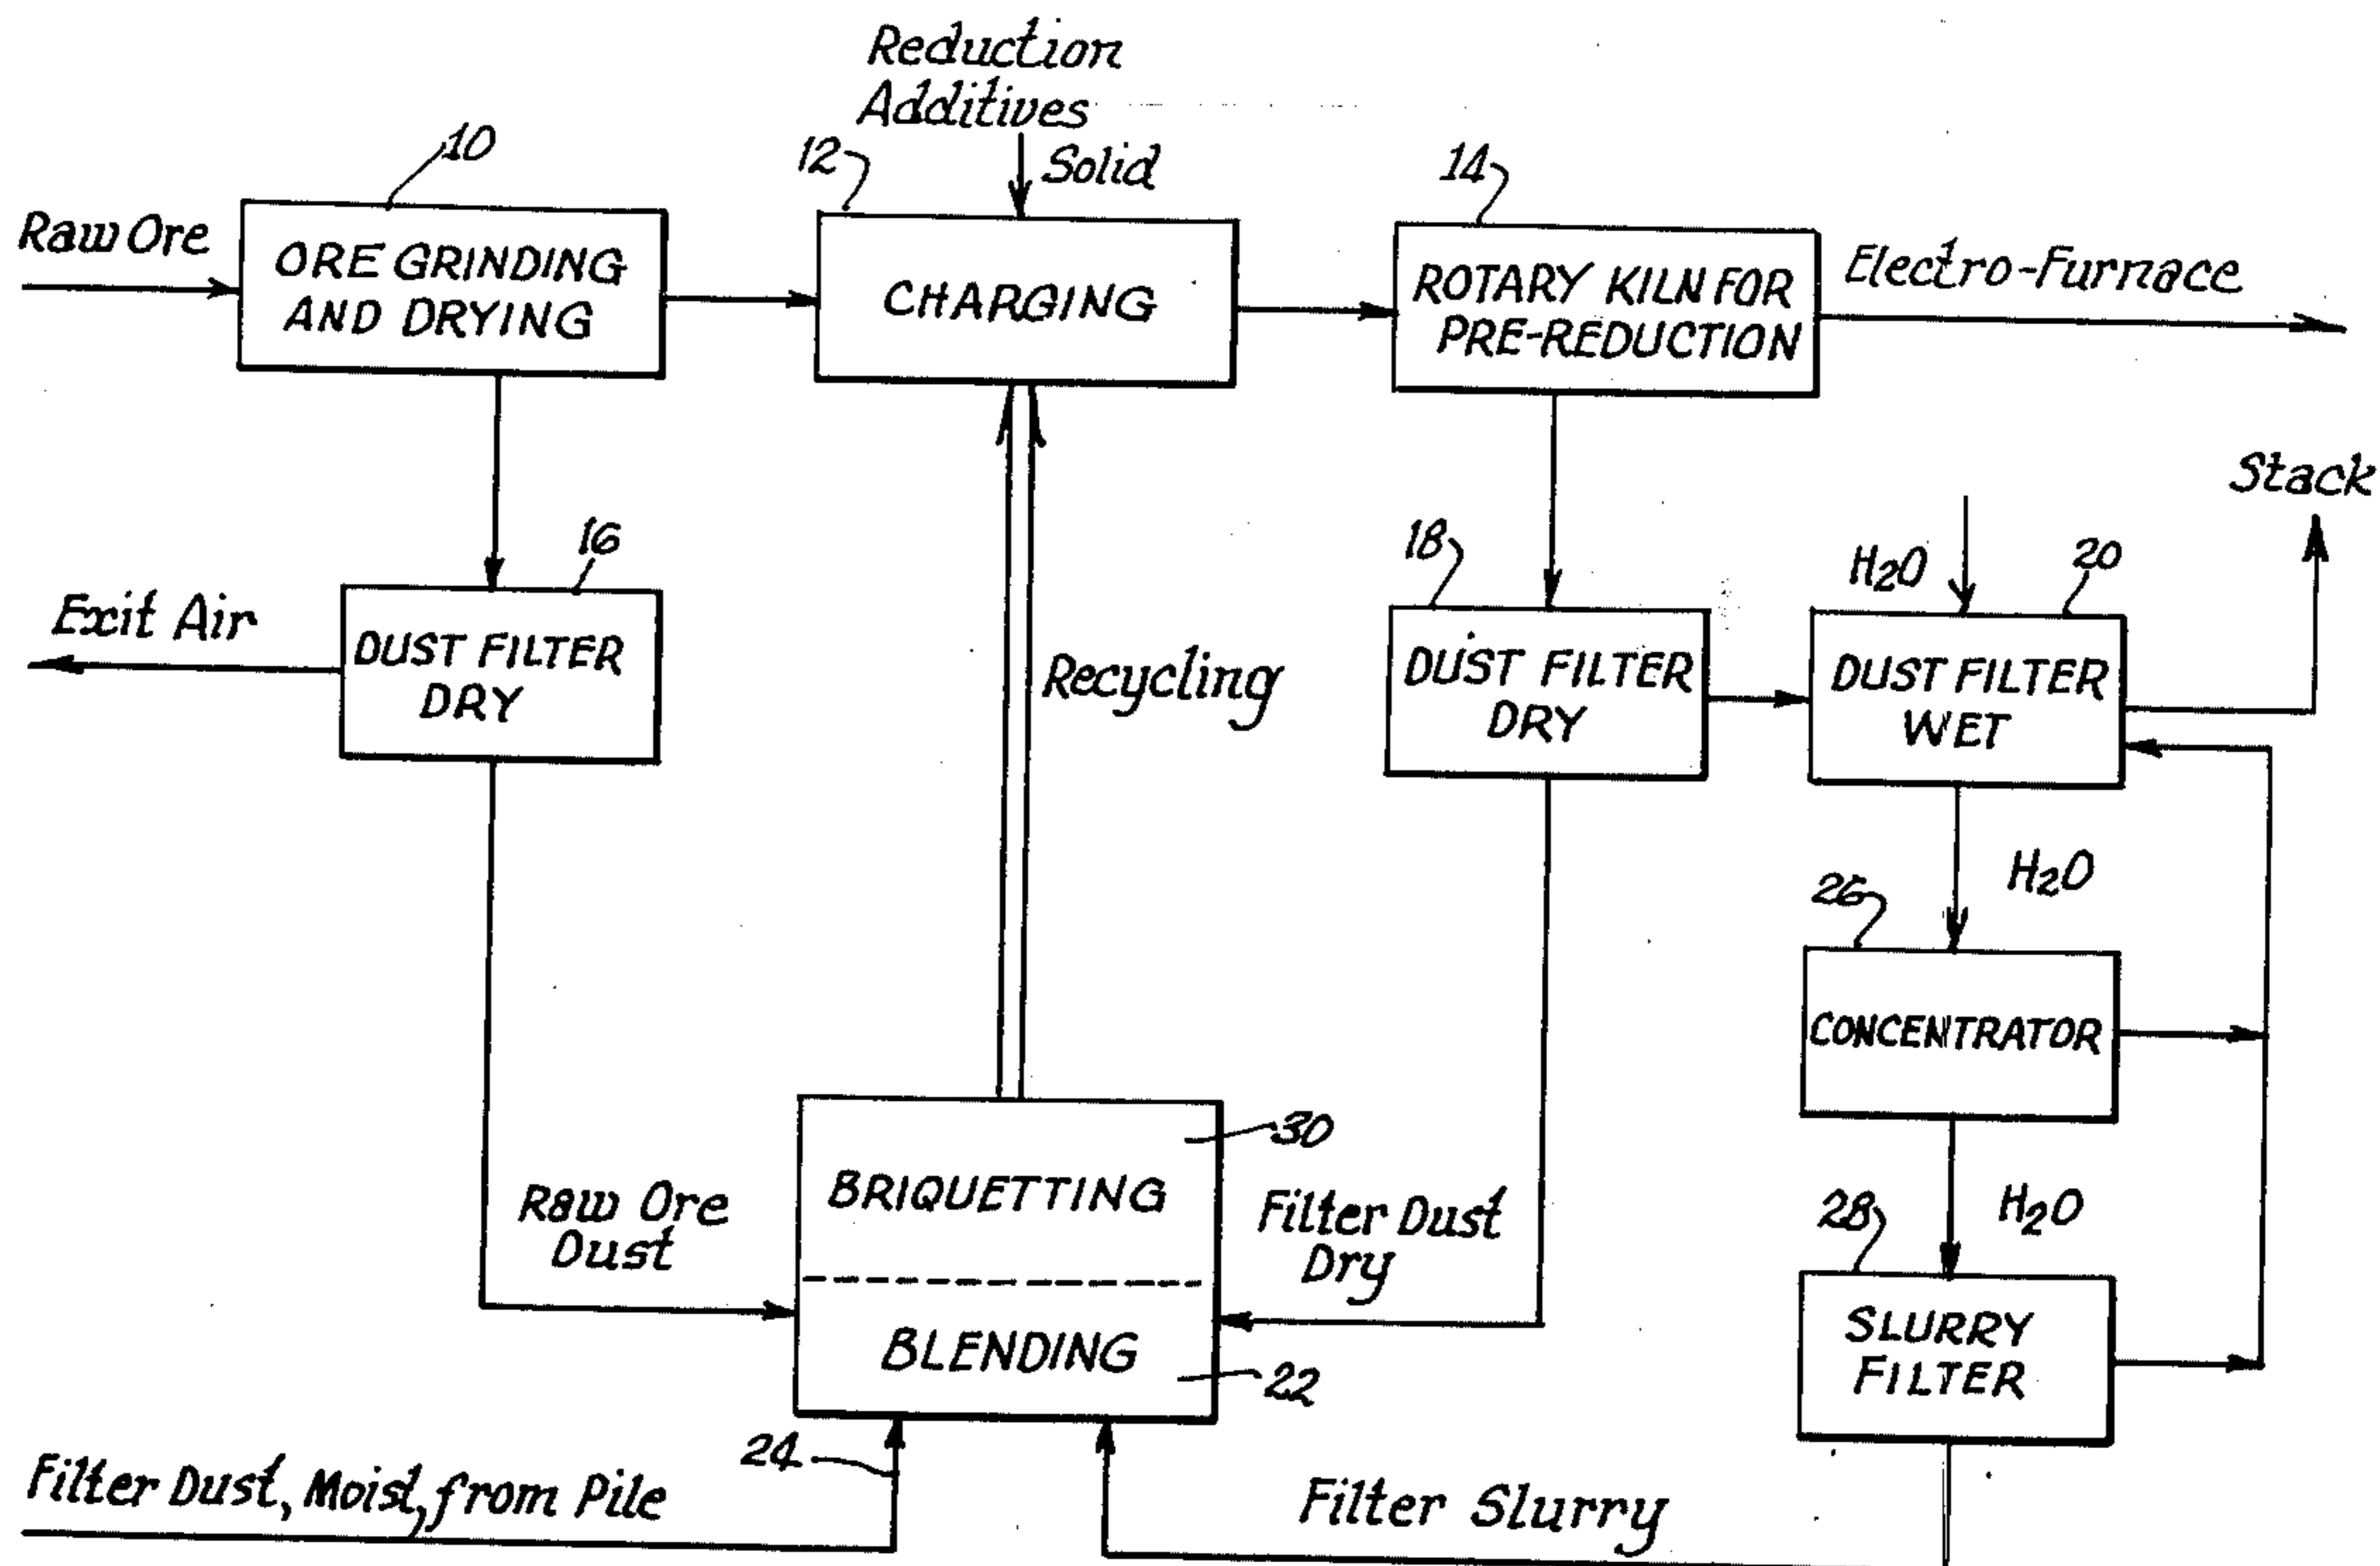 Reduction
Additives
Solid
10
12
14
Raw Ore
ORE GRINDING
AND DRYING
CHARGING
ROTARY KILN FOR
PRE-REDUCTION
Electro-Furnace
Stack
16
18
H2O
20
Exit Air
DUST FILTER
DRY
Recycling
DUST FILTER
DRY
DUST FILTER
WET
H2O
26
CONCENTRATOR
30
BRIQUETTING
Raw Ore
Dust
Filter Dust
Dry
H2O
28
BLENDING
22
SLURRY
FILTER
24
Filter Dust, Moist, from Pile
Filter Slurry